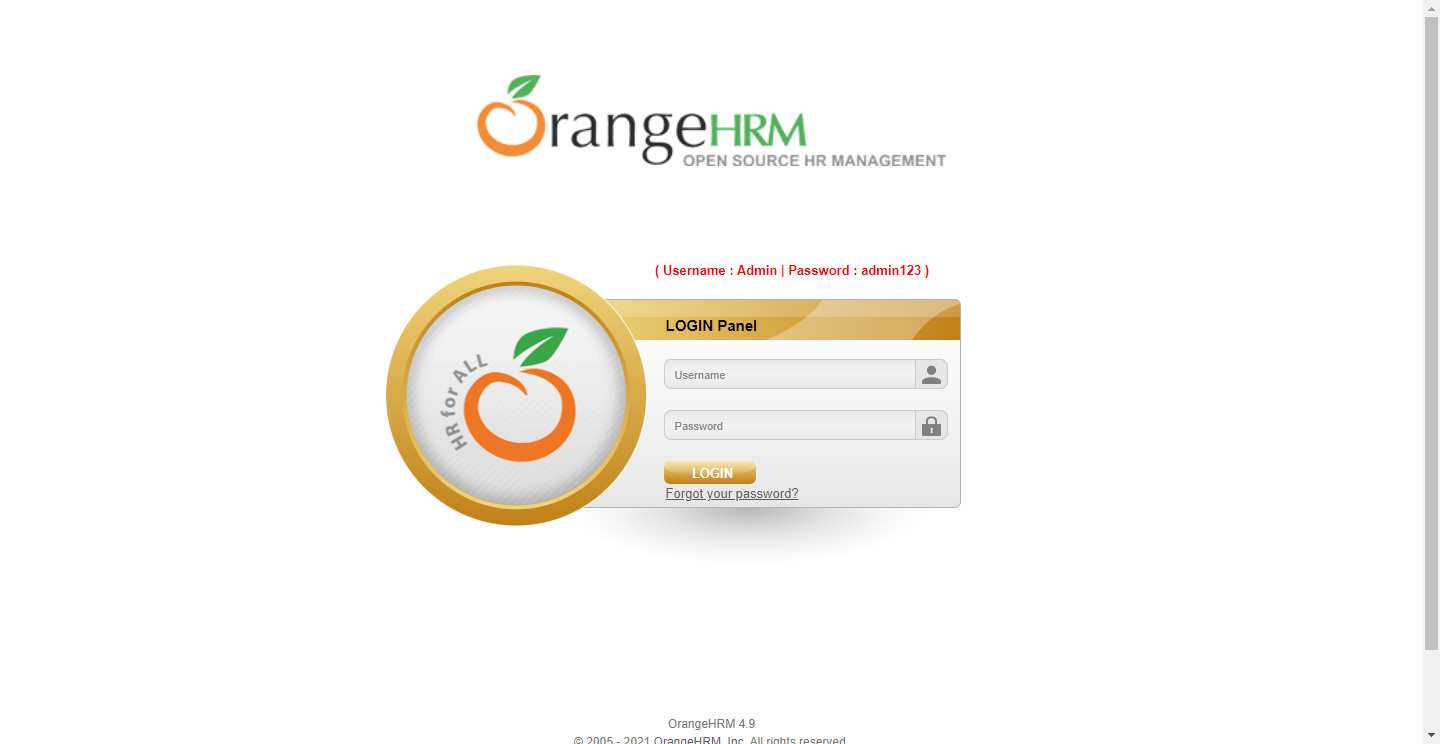 OrangeHRM
OPEN SOURCE HR MANAGEMENT
( Username : Admin | Password : admin123 )
HR for ALL
LOGIN Panel
Username
Password
LOGIN
Forgot your password?
OrangeHRM 4.9
© 2005 - 2021 OrangeHRM, Inc. All rights reserved.